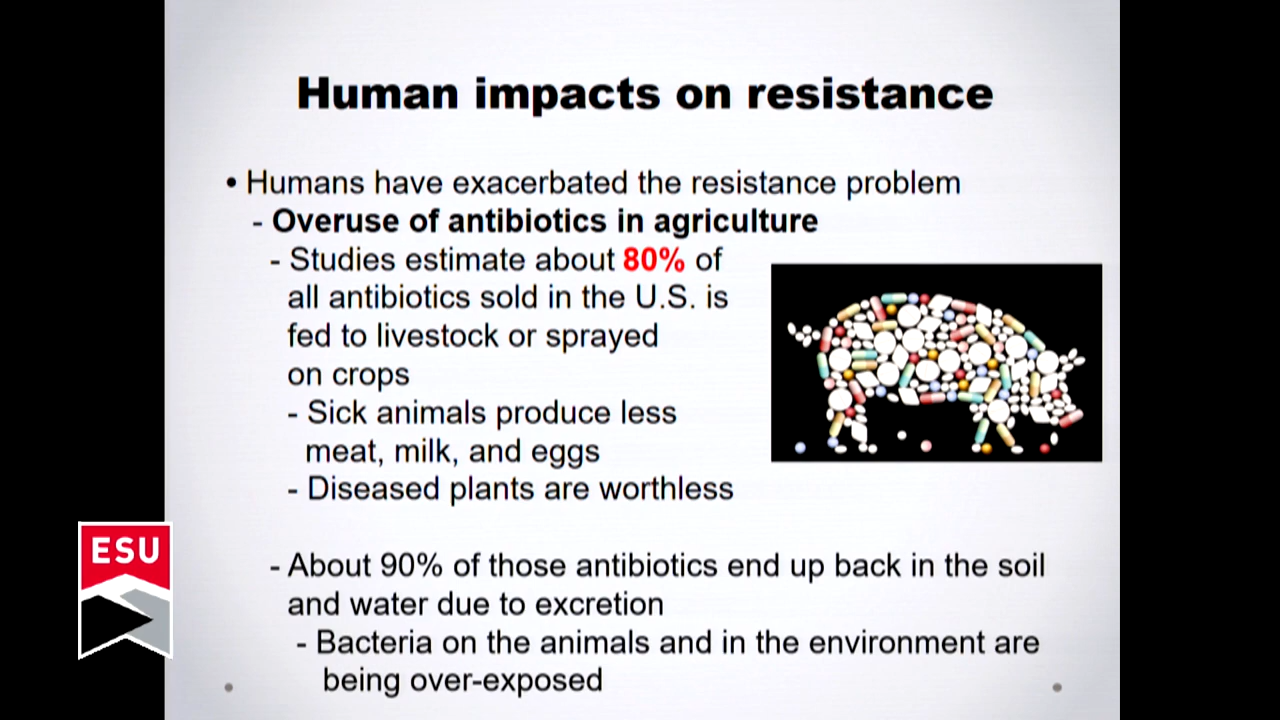 Human impacts on resistance
• Humans have exacerbated the resistance problem
- Overuse of antibiotics in agriculture
- Studies estimate about 80% of
all antibiotics sold in the U.S. is
fed to livestock or sprayed
on crops
- Sick animals produce less
meat, milk, and eggs
- Diseased plants are worthless
ESU
- About 90% of those antibiotics end up back in the soil
and water due to excretion
- Bacteria on the animals and in the environment are
being over-exposed